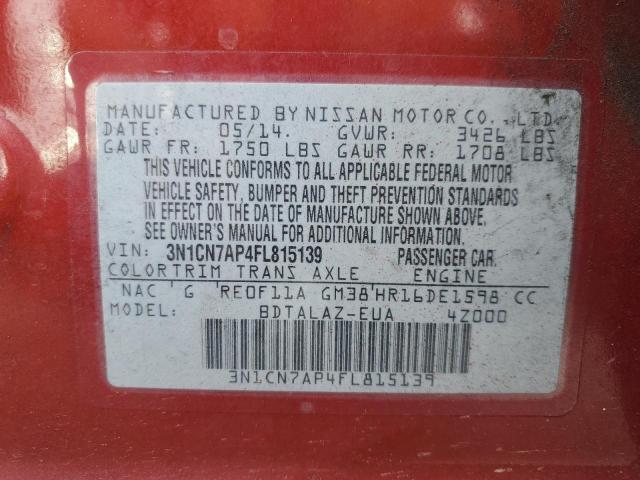 MANUFACTURED BY NISSAN MOTOR CO., LTD.
DATE: 05/14. GVWR: 3426 LBS
GAWR FR: 1750 LBS GAWR RR: 1708 LBS
THIS VEHICLE CONFORMS TO ALL APPLICABLE FEDERAL MOTOR
VEHICLE SAFETY, BUMPER AND THEFT PREVENTION STANDARDS
IN EFFECT ON THE DATE OF MANUFACTURE SHOWN ABOVE.
SEE OWNER'S MANUAL FOR ADDITIONAL INFORMATION.
VIN: 3N1CN7AP4FL815139 PASSENGER CAR.
COLOR TRIM TRANS AXLE ENGINE
NAC G RE0F11A GM38 HR16DE1598 CC
MODEL: BDTALAZ-EUA 4Z000
3N1CN7AP4FL815139